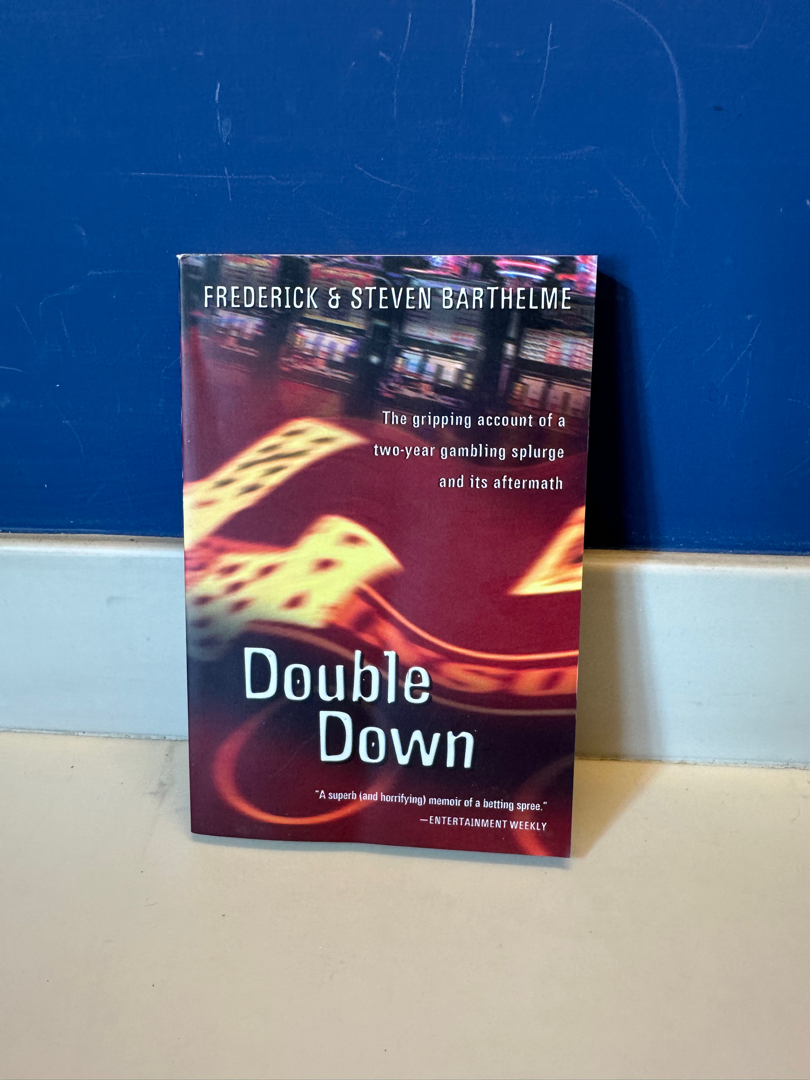 FREDERICK & STEVEN BARTHELME
The gripping account of a
two-year gambling splurge
and its aftermath
Double
Down
"A superb (and horrifying) memoir of a betting spree."
—ENTERTAINMENT WEEKLY